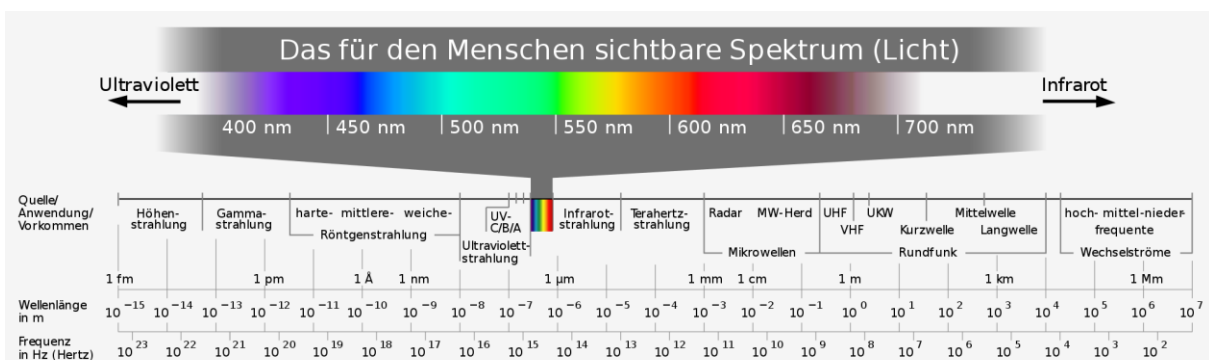 Das für den Menschen sichtbare Spektrum (Licht)
Ultraviolett
Infrarot
400 nm
450 nm
500 nm
550 nm
600 nm
650 nm
700 nm
Quelle/
Anwendung/
Vorkommen
Höhen-
strahlung
Gamma-
strahlung
harte- mittlere- weiche-
Röntgenstrahlung
UV-
C/B/A
Ultraviolett-
strahlung
Infrarot-
strahlung
Terahertz-
strahlung
Radar MW-Herd
Mikrowellen
UHF UKW Mittelwelle
VHF Kurzwelle Langwelle
Rundfunk
hoch- mittel-nieder-
frequente
Wechselströme
1 fm 1 pm 1 Å 1 nm 1 µm 1 mm 1 cm 1 m 1 km 1 Mm
Wellenlänge
in m
10⁻¹⁵ 10⁻¹⁴ 10⁻¹³ 10⁻¹² 10⁻¹¹ 10⁻¹⁰ 10⁻⁹ 10⁻⁸ 10⁻⁷ 10⁻⁶ 10⁻⁵ 10⁻⁴ 10⁻³ 10⁻² 10⁻¹ 10⁰ 10¹ 10² 10³ 10⁴ 10⁵ 10⁶ 10⁷
Frequenz
in Hz (Hertz)
10²³ 10²² 10²¹ 10²⁰ 10¹⁹ 10¹⁸ 10¹⁷ 10¹⁶ 10¹⁵ 10¹⁴ 10¹³ 10¹² 10¹¹ 10¹⁰ 10⁹ 10⁸ 10⁷ 10⁶ 10⁵ 10⁴ 10³ 10²